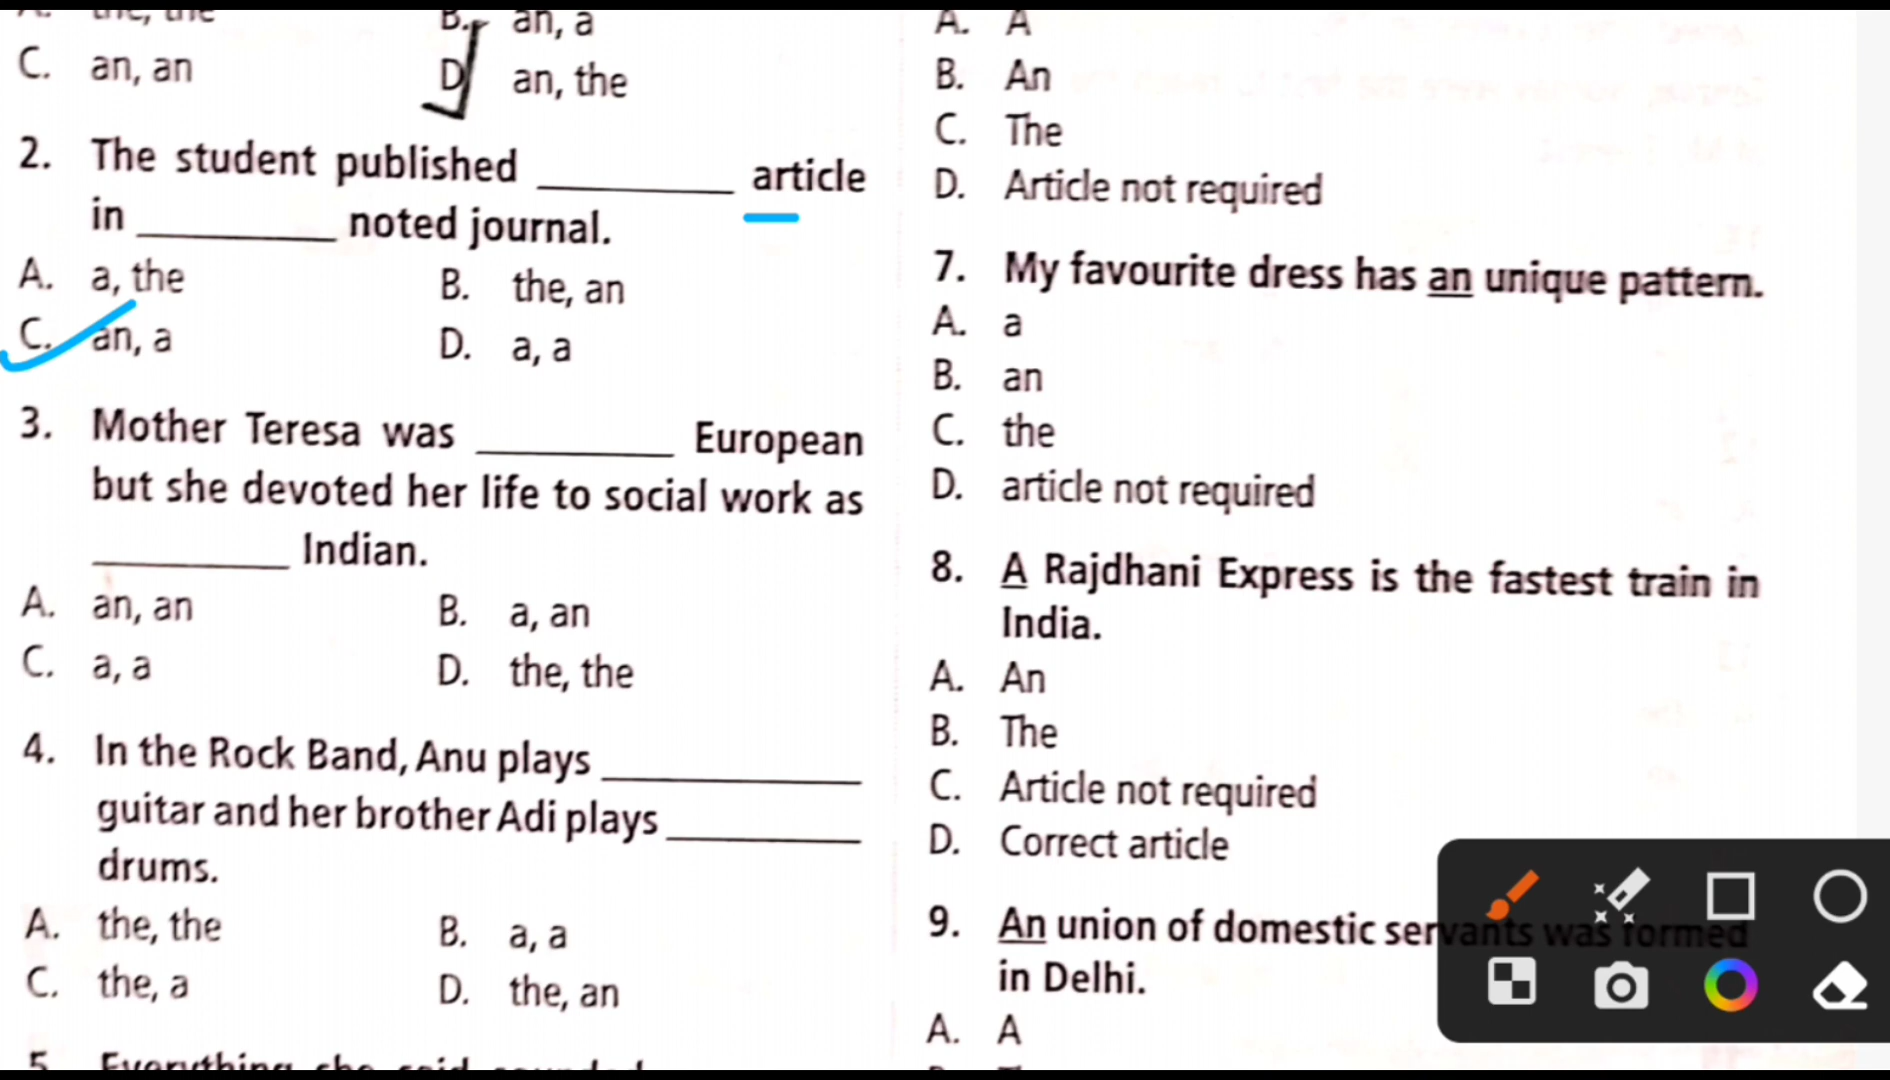 C. an, an
B. an, a
D. an, the
2. The student published ________ article
in ________ noted journal.
A. a, the
B. the, an
C. an, a
D. a, a
3. Mother Teresa was ________ European
but she devoted her life to social work as
________ Indian.
A. an, an
B. a, an
C. a, a
D. the, the
4. In the Rock Band, Anu plays ________
guitar and her brother Adi plays ________
drums.
A. the, the
B. a, a
C. the, a
D. the, an
5. Everything she said sounded
A. A
B. An
C. The
D. Article not required
7. My favourite dress has an unique pattern.
A. a
B. an
C. the
D. article not required
8. A Rajdhani Express is the fastest train in
India.
A. An
B. The
C. Article not required
D. Correct article
9. An union of domestic servants was formed
in Delhi.
A. A